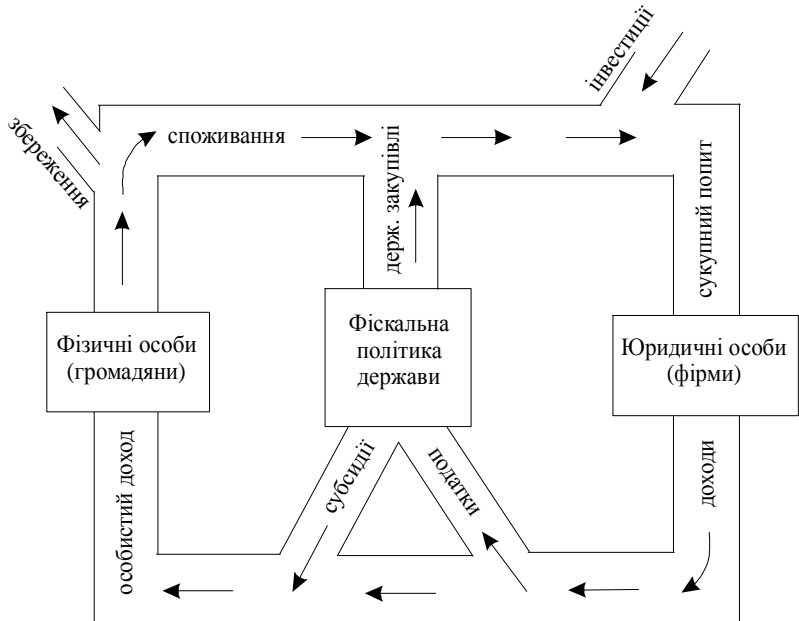 інвестиції
збереження
споживання
держ. закупівлі
сукупний попит
Фізичні особи
(громадяни)
Фіскальна
політика
держави
Юридичні особи
(фірми)
особистий доход
субсидії
податки
доходи